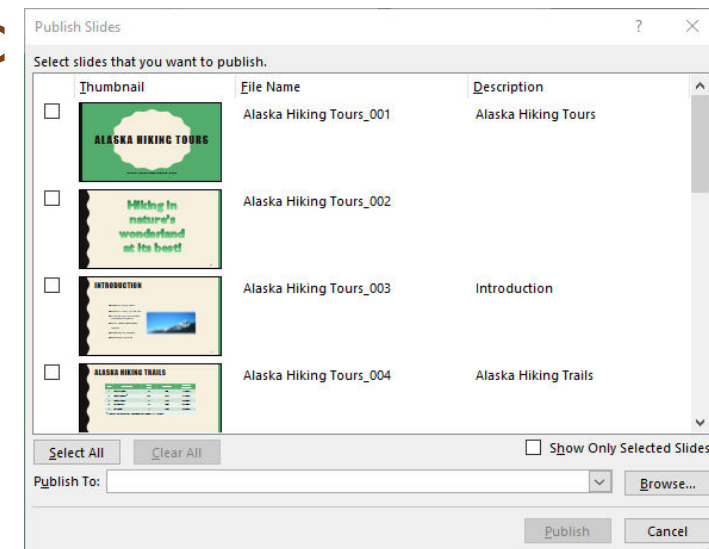 C
Publish Slides ? ×
Select slides that you want to publish.
Thumbnail File Name Description
ALASKA HIKING TOURS Alaska Hiking Tours_001 Alaska Hiking Tours
Hiking in
nature's
wonderland
at its best!
Alaska Hiking Tours_002
INTRODUCTION
Alaska Hiking Tours_003 Introduction
ALASKA HIKING TRAILS
Alaska Hiking Tours_004 Alaska Hiking Trails
Select All Clear All Show Only Selected Slides
Publish To: Browse...
Publish Cancel